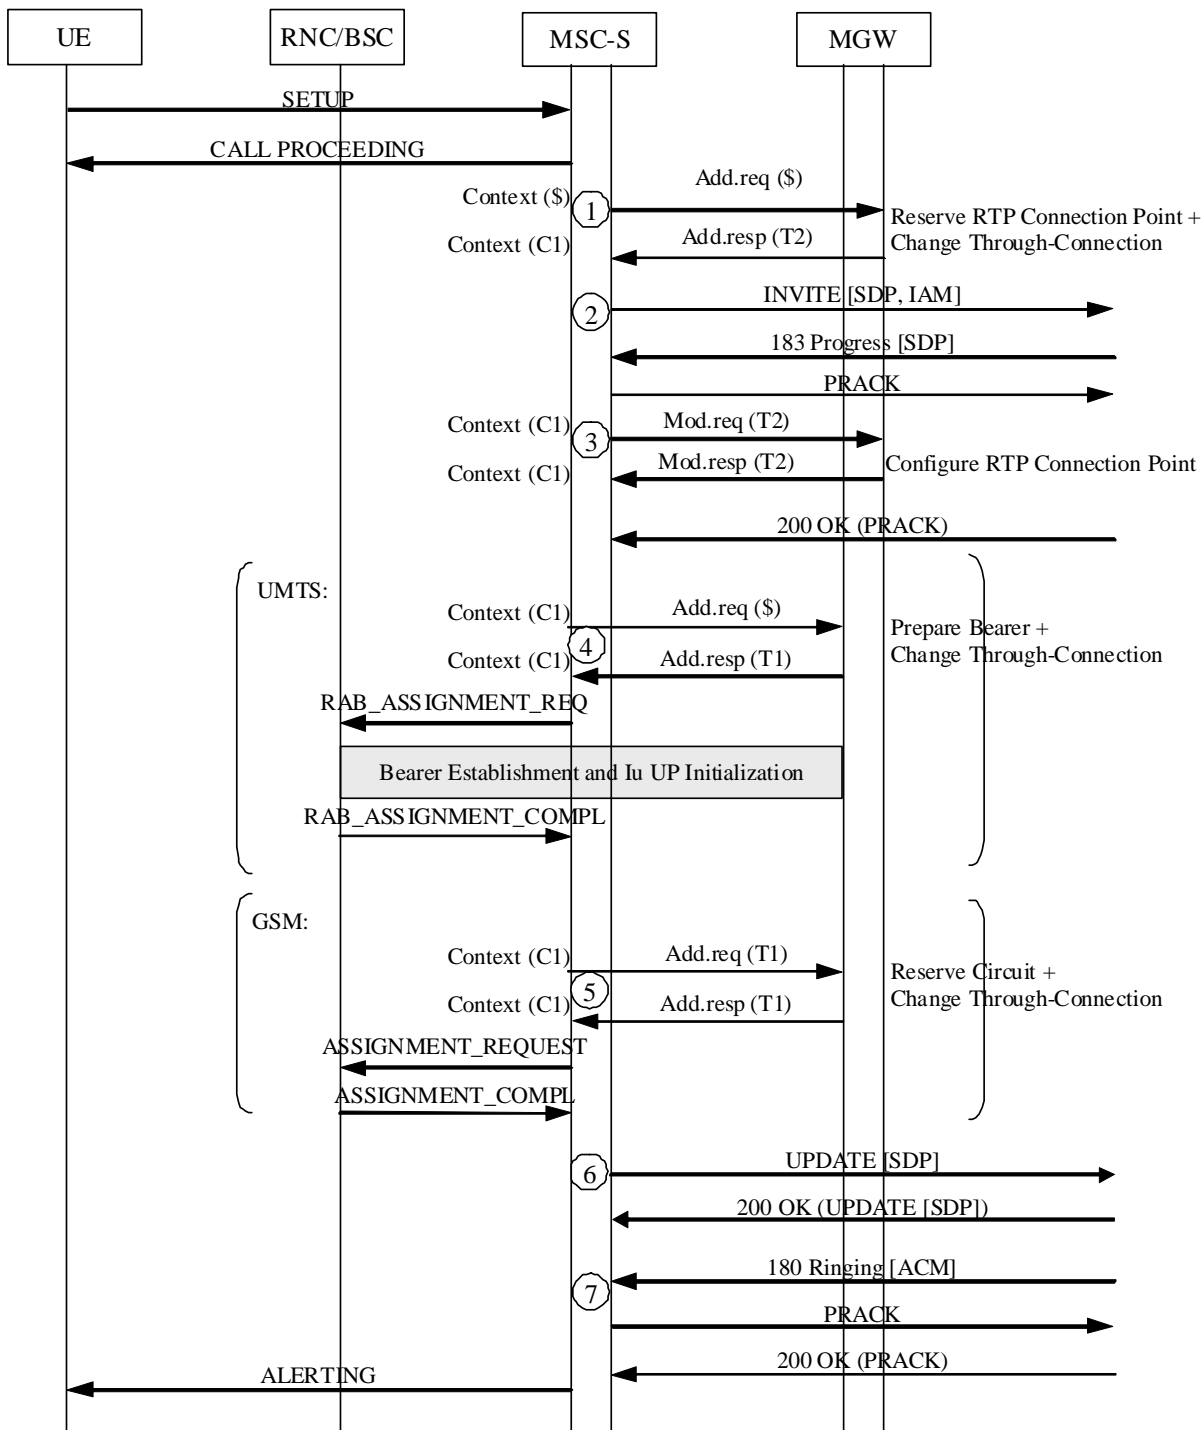 UE
RNC/BSC
MSC-S
MGW
SETUP
CALL PROCEEDING
Context ($)
1
Add.req ($)
Reserve RTP Connection Point +
Change Through-Connection
Context (C1)
Add.resp (T2)
2
INVITE [SDP, IAM]
183 Progress [SDP]
PRACK
Context (C1)
3
Mod.req (T2)
Context (C1)
Mod.resp (T2)
Configure RTP Connection Point
200 OK (PRACK)
UMTS:
Context (C1)
4
Add.req ($)
Prepare Bearer +
Change Through-Connection
Context (C1)
Add.resp (T1)
RAB_ASSIGNMENT_REQ
Bearer Establishment and Iu UP Initialization
RAB_ASSIGNMENT_COMPL
GSM:
Context (C1)
5
Add.req (T1)
Reserve Circuit +
Change Through-Connection
Context (C1)
Add.resp (T1)
ASSIGNMENT_REQUEST
ASSIGNMENT_COMPL
6
UPDATE [SDP]
200 OK (UPDATE [SDP])
7
180 Ringing [ACM]
PRACK
200 OK (PRACK)
ALERTING